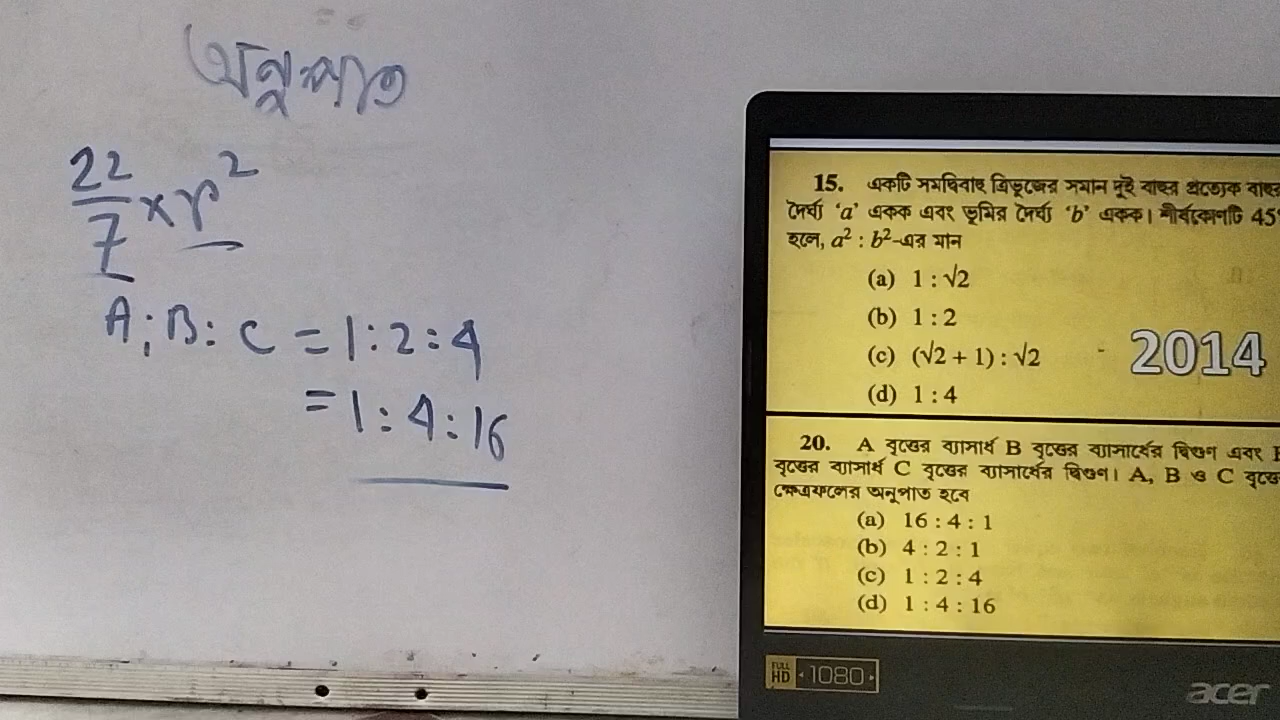 অনুপাত
22/7 × r²
A : B : C = 1 : 2 : 4
= 1 : 4 : 16
15. একটি সমদ্বিবাহু ত্রিভুজের সমান দুই বাহুর প্রত্যেক
দৈর্ঘ্য ‘a’ একক এবং ভূমির দৈর্ঘ্য ‘b’ একক। শীর্ষকোণটি 45°
হলে, a² : b²-এর মান
(a) 1 : √2
(b) 1 : 2
(c) (√2 + 1) : √2
(d) 1 : 4
2014
20. A বৃত্তের ব্যাসার্ধ B বৃত্তের ব্যাসার্ধের দ্বিগুণ এবং
বৃত্তের ব্যাসার্ধ C বৃত্তের ব্যাসার্ধের দ্বিগুণ। A, B ও C
ক্ষেত্রফলের অনুপাত হবে
(a) 16 : 4 : 1
(b) 4 : 2 : 1
(c) 1 : 2 : 4
(d) 1 : 4 : 16
FULL HD 1080
acer